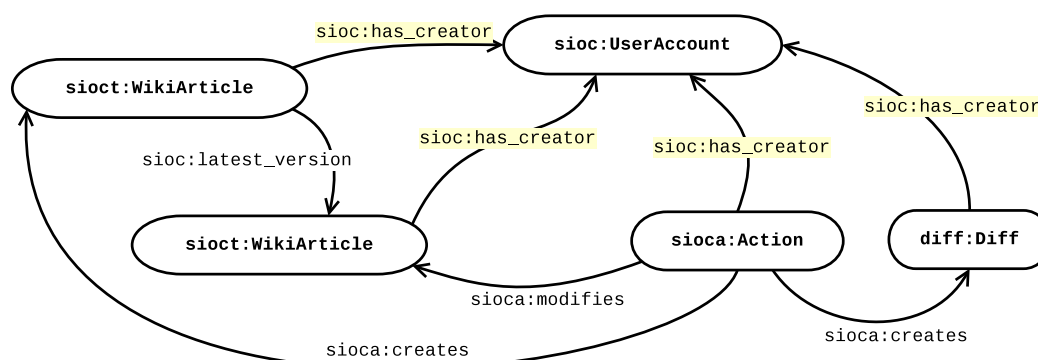 sioc:has_creator
sioc:UserAccount
sioct:WikiArticle
sioc:has_creator
sioc:has_creator
sioc:has_creator
sioc:latest_version
sioct:WikiArticle
sioca:Action
diff:Diff
sioca:modifies
sioca:creates
sioca:creates